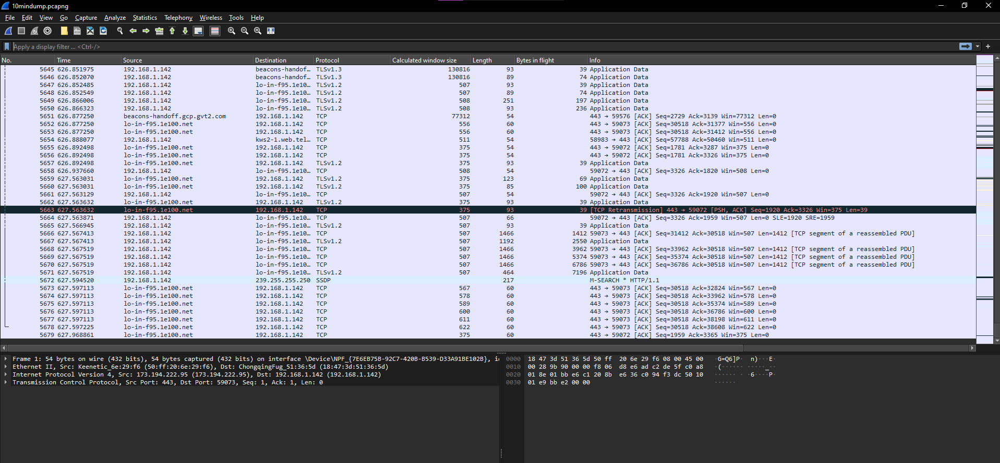 10mindump.pcapng
File Edit View Go Capture Analyze Statistics Telephony Wireless Tools Help
Apply a display filter ... <Ctrl-/>
No. Time Source Destination Protocol Calculated window size Length Bytes in flight Info
5645 626.851975 192.168.1.142 beacons-handof… TLSv1.3 130816 93 39 Application Data
5646 626.852070 192.168.1.142 beacons-handof… TLSv1.3 130816 89 74 Application Data
5647 626.852485 192.168.1.142 lo-in-f95.1e10… TLSv1.2 507 93 39 Application Data
5648 626.852549 192.168.1.142 lo-in-f95.1e10… TLSv1.2 507 89 74 Application Data
5649 626.866006 192.168.1.142 lo-in-f95.1e10… TLSv1.2 508 251 197 Application Data
5650 626.866323 192.168.1.142 lo-in-f95.1e10… TLSv1.2 508 93 236 Application Data
5651 626.877250 beacons-handoff.gcp.gvt2.com 192.168.1.142 TCP 77312 54 443 → 59576 [ACK] Seq=2729 Ack=3139 Win=77312 Len=0
5652 626.877250 lo-in-f95.1e100.net 192.168.1.142 TCP 556 60 443 → 59073 [ACK] Seq=30518 Ack=31377 Win=556 Len=0
5653 626.877250 lo-in-f95.1e100.net 192.168.1.142 TCP 556 60 443 → 59073 [ACK] Seq=30518 Ack=31412 Win=556 Len=0
5654 626.888077 192.168.1.142 kws2-1.web.tel… TCP 511 54 58983 → 443 [ACK] Seq=57788 Ack=50460 Win=511 Len=0
5655 626.892498 lo-in-f95.1e100.net 192.168.1.142 TCP 375 54 443 → 59072 [ACK] Seq=1781 Ack=3287 Win=375 Len=0
5656 626.892498 lo-in-f95.1e100.net 192.168.1.142 TCP 375 54 443 → 59072 [ACK] Seq=1781 Ack=3326 Win=375 Len=0
5657 626.892498 lo-in-f95.1e100.net 192.168.1.142 TLSv1.2 375 93 39 Application Data
5658 626.937660 192.168.1.142 lo-in-f95.1e10… TCP 508 54 59072 → 443 [ACK] Seq=3326 Ack=1820 Win=508 Len=0
5659 627.563031 lo-in-f95.1e100.net 192.168.1.142 TLSv1.2 375 123 69 Application Data
5660 627.563031 lo-in-f95.1e100.net 192.168.1.142 TLSv1.2 375 85 100 Application Data
5661 627.563129 192.168.1.142 lo-in-f95.1e10… TCP 507 54 59072 → 443 [ACK] Seq=3326 Ack=1920 Win=507 Len=0
5662 627.563632 lo-in-f95.1e100.net 192.168.1.142 TLSv1.2 375 93 39 Application Data
5663 627.563632 lo-in-f95.1e100.net 192.168.1.142 TCP 375 93 39 [TCP Retransmission] 443 → 59072 [PSH, ACK] Seq=1920 Ack=3326 Win=375 Len=39
5664 627.563871 192.168.1.142 lo-in-f95.1e10… TCP 507 66 59072 → 443 [ACK] Seq=3326 Ack=1959 Win=507 Len=0 SLE=1920 SRE=1959
5665 627.566945 192.168.1.142 lo-in-f95.1e10… TLSv1.2 507 93 39 Application Data
5666 627.567413 192.168.1.142 lo-in-f95.1e10… TCP 507 1466 1412 59073 → 443 [ACK] Seq=31412 Ack=30518 Win=507 Len=1412 [TCP segment of a reassembled PDU]
5667 627.567413 192.168.1.142 lo-in-f95.1e10… TLSv1.2 507 1192 2550 Application Data
5668 627.567519 192.168.1.142 lo-in-f95.1e10… TCP 507 1466 3962 59073 → 443 [ACK] Seq=33962 Ack=30518 Win=507 Len=1412 [TCP segment of a reassembled PDU]
5669 627.567519 192.168.1.142 lo-in-f95.1e10… TCP 507 1466 5374 59073 → 443 [ACK] Seq=35374 Ack=30518 Win=507 Len=1412 [TCP segment of a reassembled PDU]
5670 627.567519 192.168.1.142 lo-in-f95.1e10… TCP 507 1466 6786 59073 → 443 [ACK] Seq=36786 Ack=30518 Win=507 Len=1412 [TCP segment of a reassembled PDU]
5671 627.567519 192.168.1.142 lo-in-f95.1e10… TLSv1.2 507 464 7196 Application Data
5672 627.594520 192.168.1.142 239.255.255.250 SSDP 217 M-SEARCH * HTTP/1.1
5673 627.597113 lo-in-f95.1e100.net 192.168.1.142 TCP 567 60 443 → 59073 [ACK] Seq=30518 Ack=32824 Win=567 Len=0
5674 627.597113 lo-in-f95.1e100.net 192.168.1.142 TCP 578 60 443 → 59073 [ACK] Seq=30518 Ack=33962 Win=578 Len=0
5675 627.597113 lo-in-f95.1e100.net 192.168.1.142 TCP 589 60 443 → 59073 [ACK] Seq=30518 Ack=35374 Win=589 Len=0
5676 627.597113 lo-in-f95.1e100.net 192.168.1.142 TCP 600 60 443 → 59073 [ACK] Seq=30518 Ack=36786 Win=600 Len=0
5677 627.597113 lo-in-f95.1e100.net 192.168.1.142 TCP 611 60 443 → 59073 [ACK] Seq=30518 Ack=38198 Win=611 Len=0
5678 627.597225 lo-in-f95.1e100.net 192.168.1.142 TCP 622 60 443 → 59073 [ACK] Seq=30518 Ack=38608 Win=622 Len=0
5679 627.968861 lo-in-f95.1e100.net 192.168.1.142 TCP 375 60 443 → 59072 [ACK] Seq=1959 Ack=3365 Win=375 Len=0
Frame 1: 54 bytes on wire (432 bits), 54 bytes captured (432 bits) on interface \Device\NPF_{7E6EB75B-92C7-420B-B539-D33A91BE102B}, i
Ethernet II, Src: Keenetic_6e:29:f6 (50:ff:20:6e:29:f6), Dst: ChongqingFug_51:36:5d (18:47:3d:51:36:5d)
Internet Protocol Version 4, Src: 173.194.222.95 (173.194.222.95), Dst: 192.168.1.142 (192.168.1.142)
Transmission Control Protocol, Src Port: 443, Dst Port: 59073, Seq: 1, Ack: 1, Len: 0
0000 18 47 3d 51 36 5d 50 ff 20 6e 29 f6 08 00 45 00 ·G=Q6]P· n)···E·
0010 00 28 9b 90 00 00 f8 06 d8 e6 ad c2 de 5f c0 a8 ·(······ ·····_··
0020 01 8e 01 bb e6 c1 20 8b e6 36 c0 94 f3 dc 50 10 ······ · ·6····P·
0030 01 e9 bb e2 00 00 ······